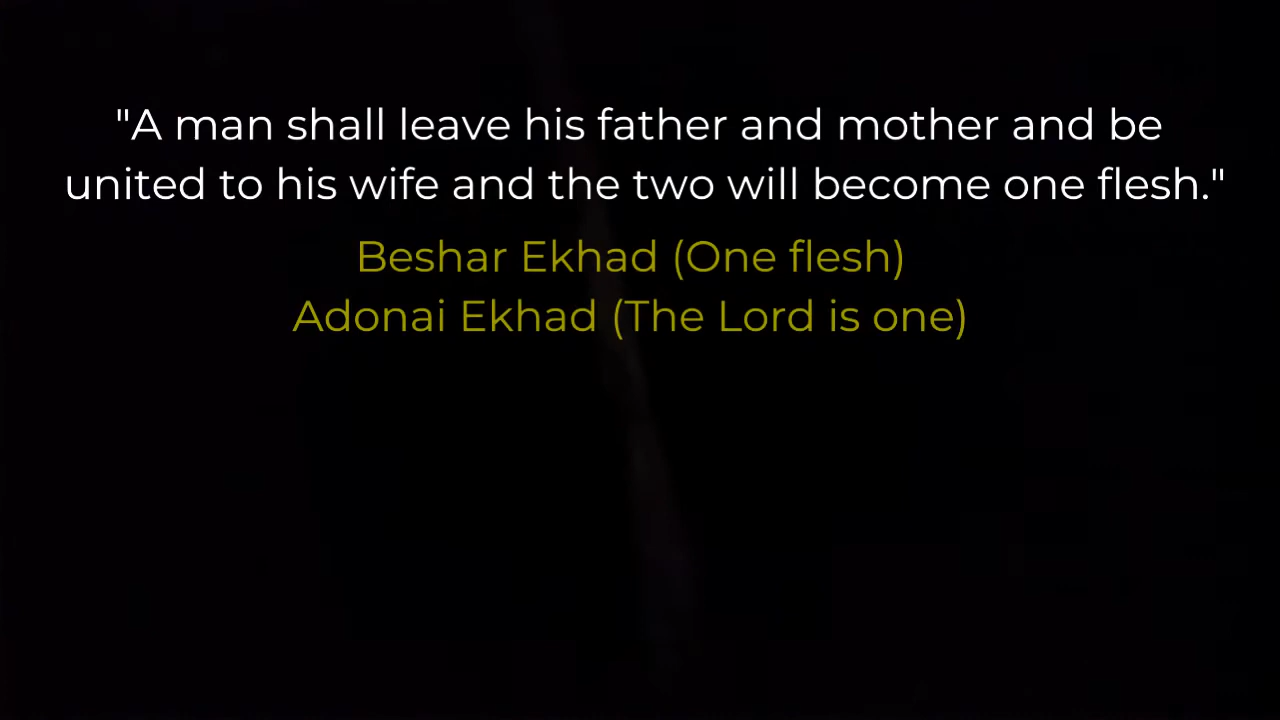 "A man shall leave his father and mother and be
united to his wife and the two will become one flesh."
Beshar Ekhad (One flesh)
Adonai Ekhad (The Lord is one)